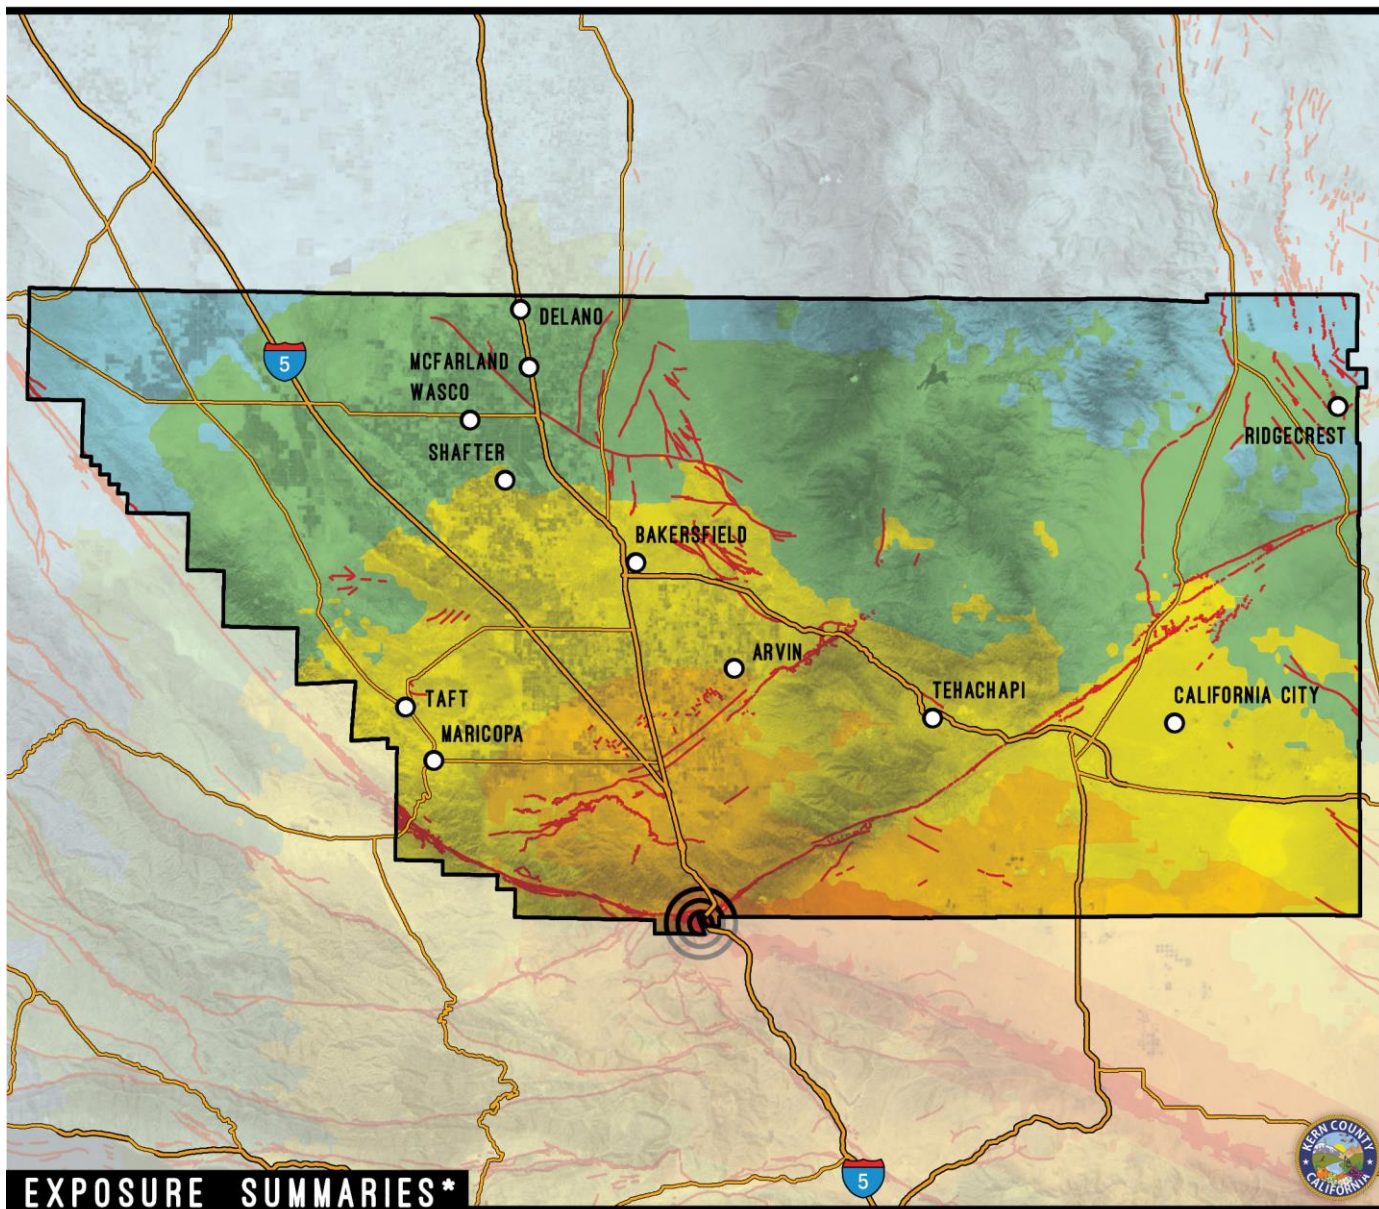 DELANO
5
MCFARLAND
WASCO
SHAFTER
RIDGECREST
BAKERSFIELD
ARVIN
TAFT
TEHACHAPI
CALIFORNIA CITY
MARICOPA
KERN COUNTY
CALIFORNIA
5
EXPOSURE SUMMARIES*